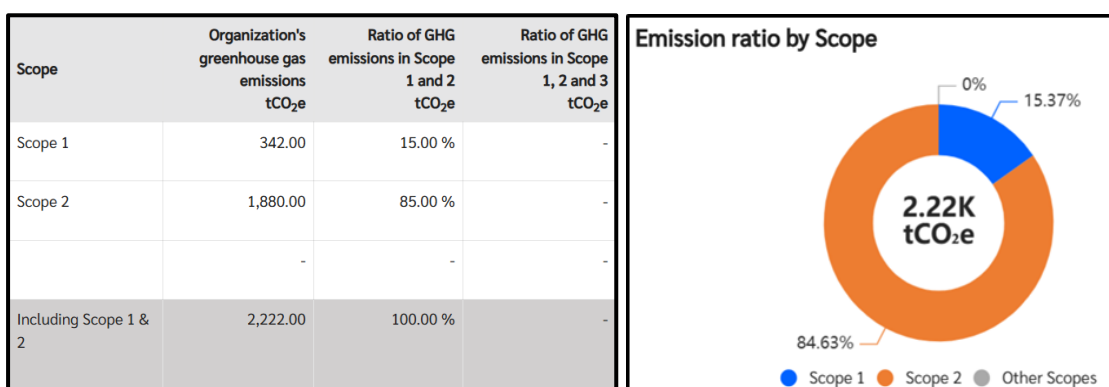 Scope
Organization's
greenhouse gas
emissions
tCO₂e
Ratio of GHG
emissions in Scope
1 and 2
tCO₂e
Ratio of GHG
emissions in Scope
1, 2 and 3
tCO₂e
Scope 1 342.00 15.00 % -
Scope 2 1,880.00 85.00 % -
- - -
Including Scope 1 & 2,222.00 100.00 % -
2
Emission ratio by Scope
0%
15.37%
2.22K
tCO₂e
84.63%
Scope 1 Scope 2 Other Scopes